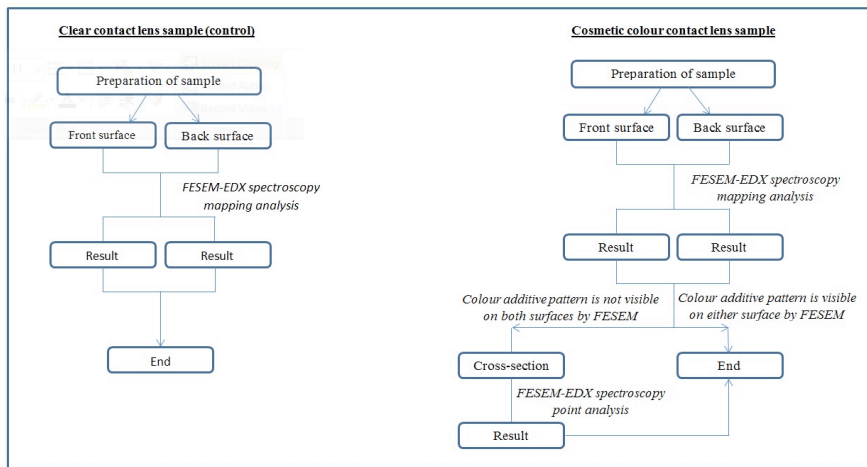 Clear contact lens sample (control)
Preparation of sample
Front surface
Back surface
FESEM-EDX spectroscopy
mapping analysis
Result
Result
End
Cosmetic colour contact lens sample
Preparation of sample
Front surface
Back surface
FESEM-EDX spectroscopy
mapping analysis
Result
Result
Colour additive pattern is not visible
on both surfaces by FESEM
Colour additive pattern is visible
on either surface by FESEM
Cross-section
End
FESEM-EDX spectroscopy
point analysis
Result